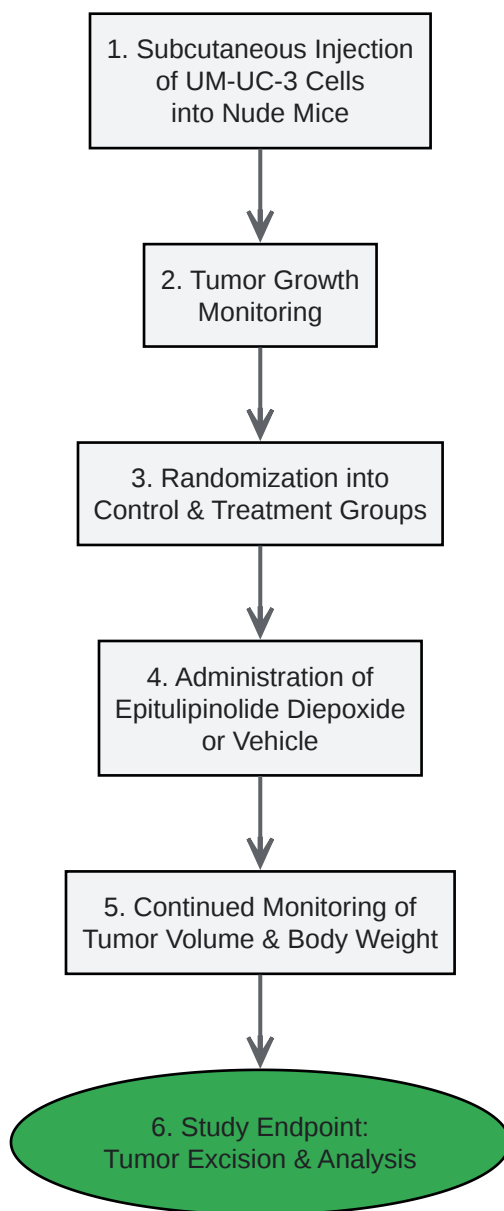 1. Subcutaneous Injection
of UM-UC-3 Cells
into Nude Mice
2. Tumor Growth
Monitoring
3. Randomization into
Control & Treatment Groups
4. Administration of
Epitulipinolide Diepoxide
or Vehicle
5. Continued Monitoring of
Tumor Volume & Body Weight
6. Study Endpoint:
Tumor Excision & Analysis